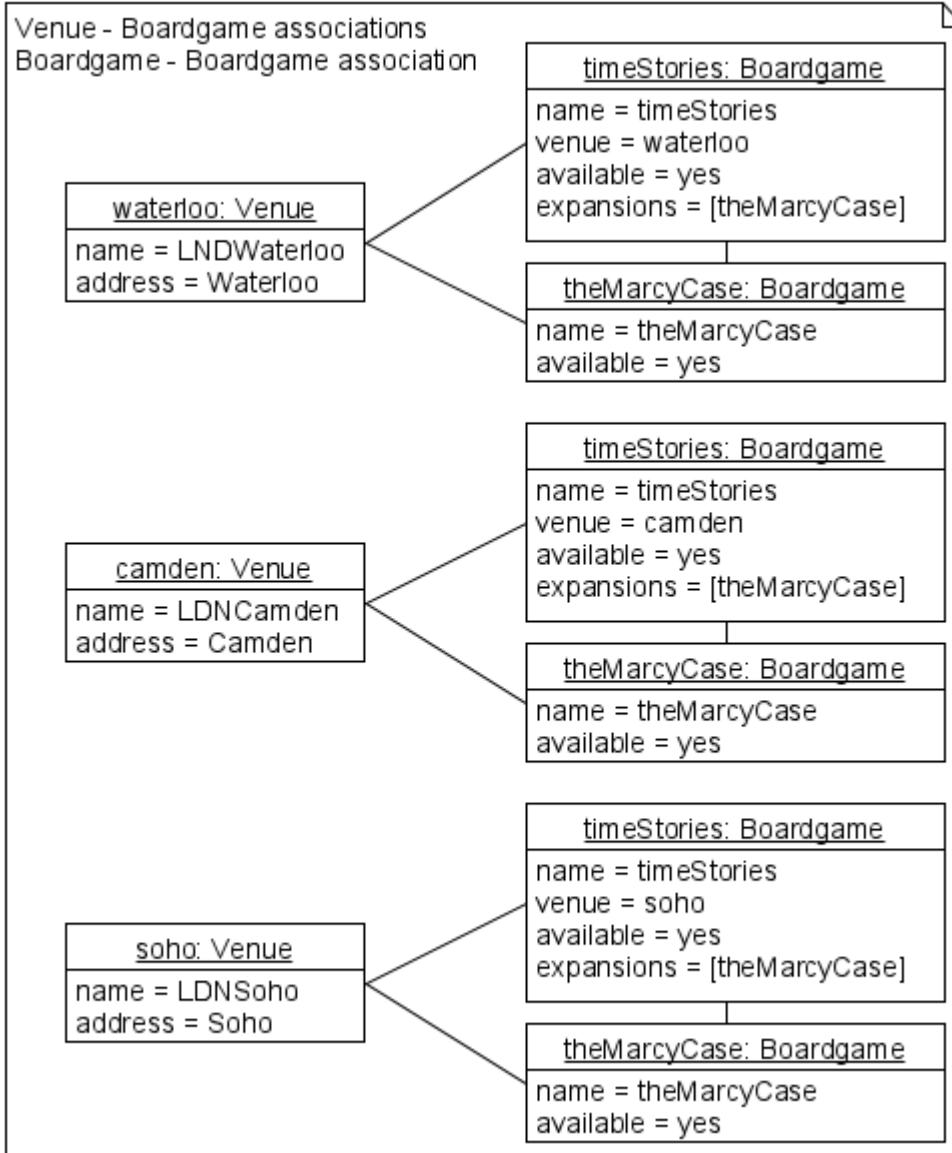 Venue - Boardgame associations
Boardgame - Boardgame association
timeStories: Boardgame
name = timeStories
venue = waterloo
available = yes
expansions = [theMarcyCase]
waterloo: Venue
name = LNDWaterloo
address = Waterloo
theMarcyCase: Boardgame
name = theMarcyCase
available = yes
timeStories: Boardgame
name = timeStories
venue = camden
available = yes
expansions = [theMarcyCase]
camden: Venue
name = LDNCamden
address = Camden
theMarcyCase: Boardgame
name = theMarcyCase
available = yes
timeStories: Boardgame
name = timeStories
venue = soho
available = yes
expansions = [theMarcyCase]
soho: Venue
name = LDNSoho
address = Soho
theMarcyCase: Boardgame
name = theMarcyCase
available = yes